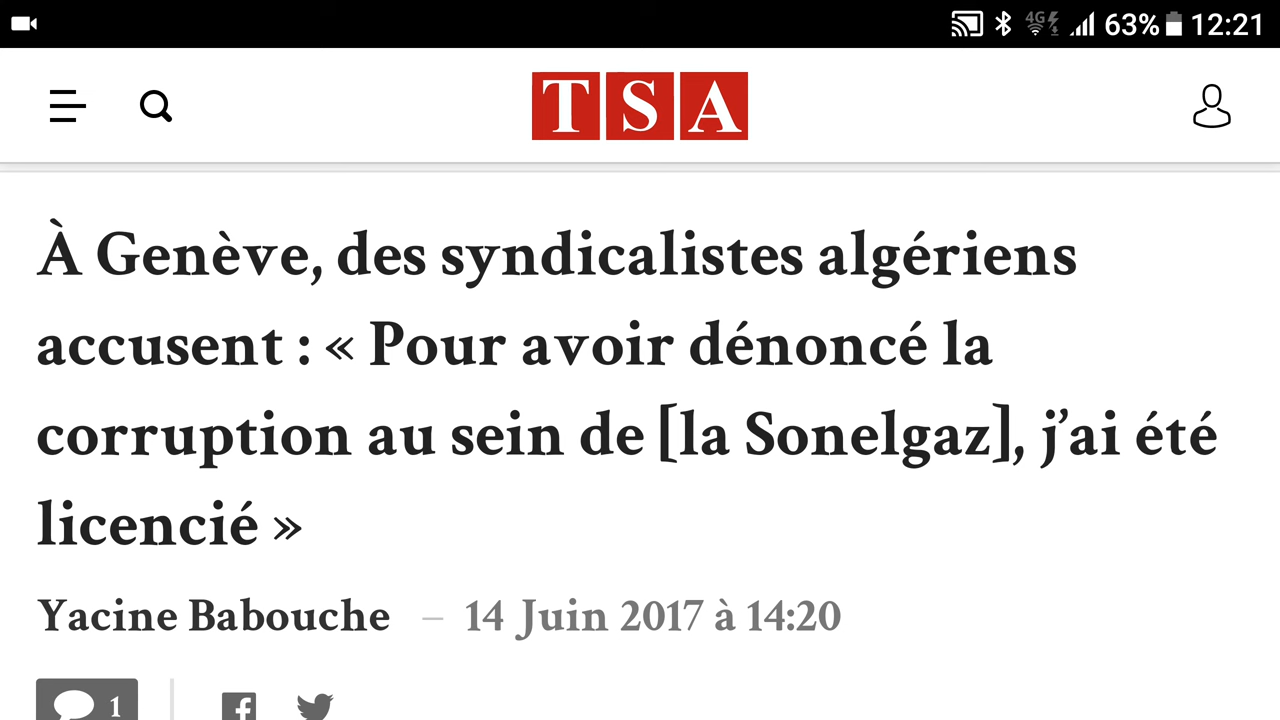 4G 63% 12:21
TSA
À Genève, des syndicalistes algériens
accusent : « Pour avoir dénoncé la
corruption au sein de [la Sonelgaz], j’ai été
licencié »
Yacine Babouche – 14 Juin 2017 à 14:20
1